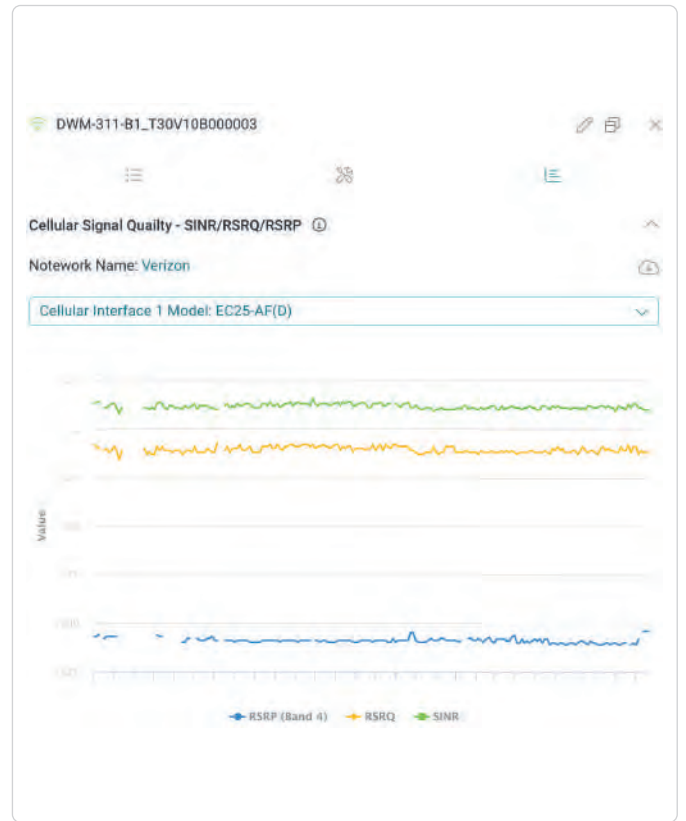 DWM-311-B1_T30V10B000003
Cellular Signal Quailty - SINR/RSRQ/RSRP
Notework Name: Verizon
Cellular Interface 1 Model: EC25-AF(D)
Value
RSRP (Band 4) RSRQ SINR